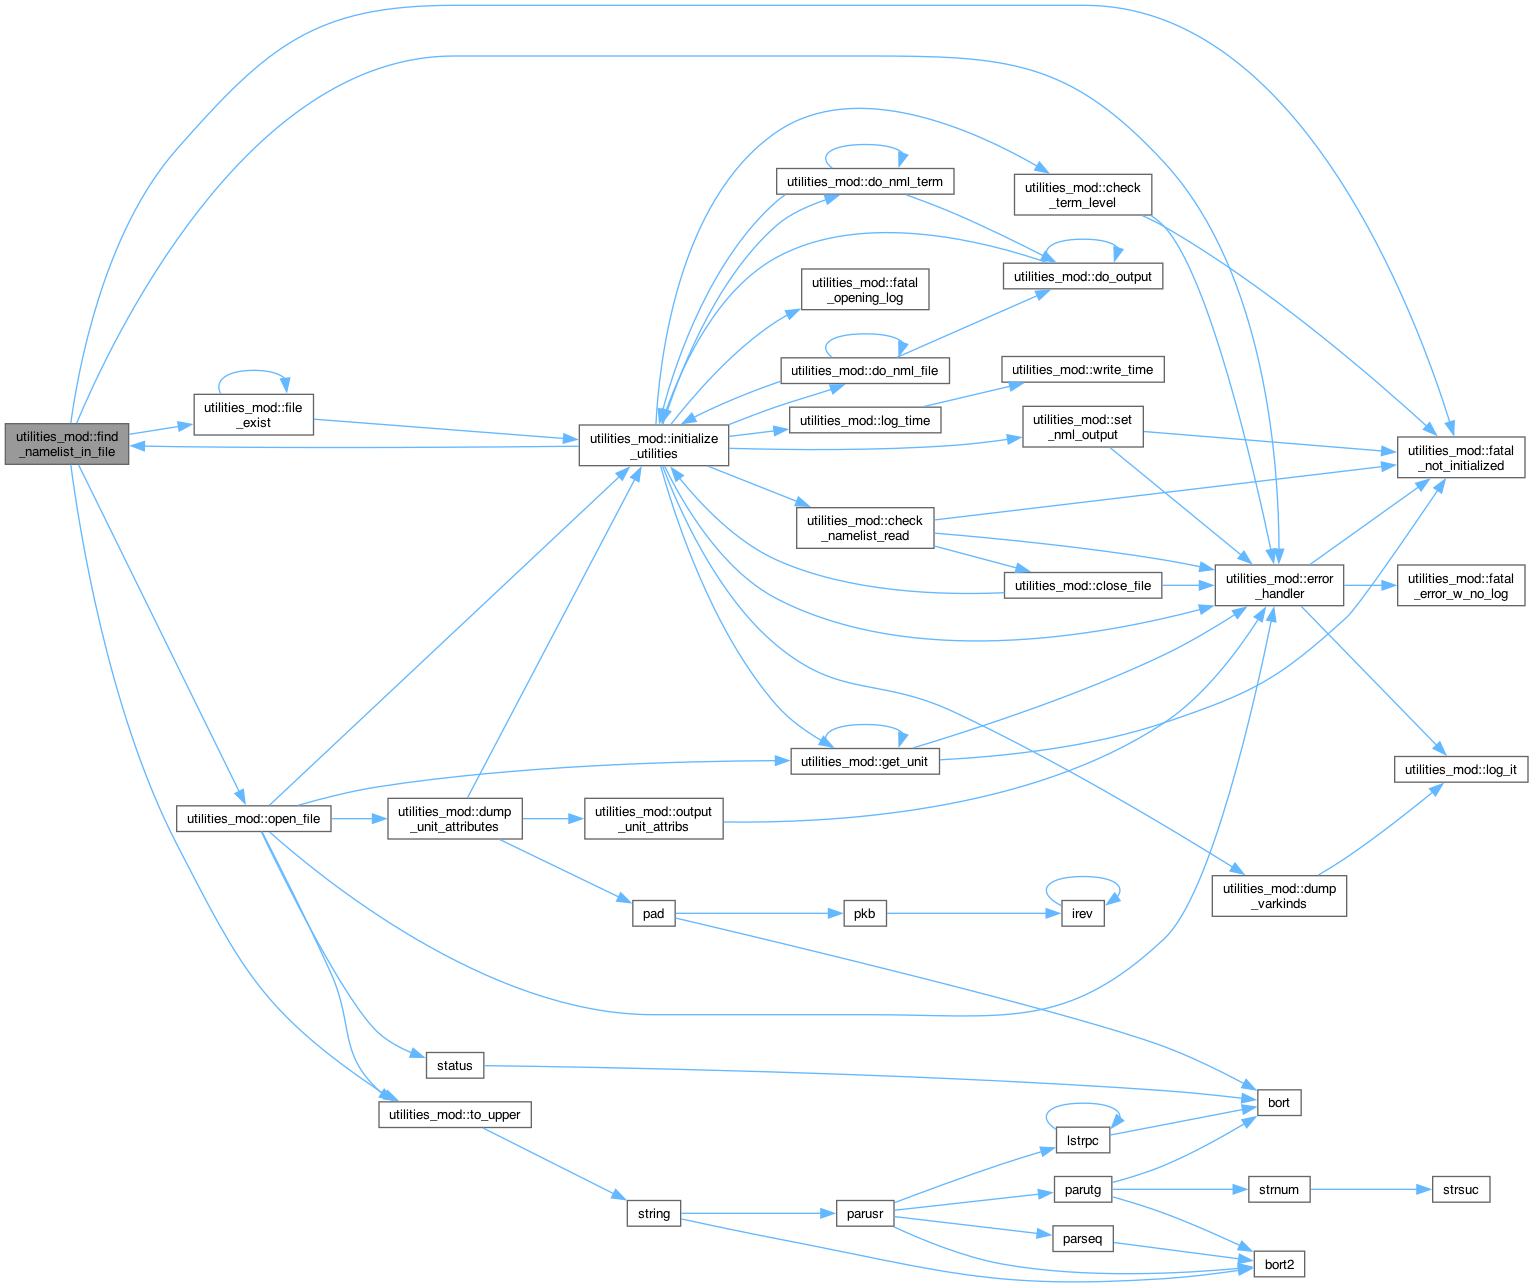 utilities_mod::find
_namelist_in_file
utilities_mod::file
_exist
utilities_mod::initialize
_utilities
utilities_mod::do_nml_term
utilities_mod::check
_term_level
utilities_mod::do_output
utilities_mod::fatal
_opening_log
utilities_mod::do_nml_file
utilities_mod::write_time
utilities_mod::log_time
utilities_mod::set
_nml_output
utilities_mod::fatal
_not_initialized
utilities_mod::check
_namelist_read
utilities_mod::close_file
utilities_mod::error
_handler
utilities_mod::fatal
_error_w_no_log
utilities_mod::get_unit
utilities_mod::log_it
utilities_mod::open_file
utilities_mod::dump
_unit_attributes
utilities_mod::output
_unit_attribs
utilities_mod::dump
_varkinds
pad
pkb
irev
status
bort
utilities_mod::to_upper
lstrpc
parutg
strnum
strsuc
string
parusr
parseq
bort2